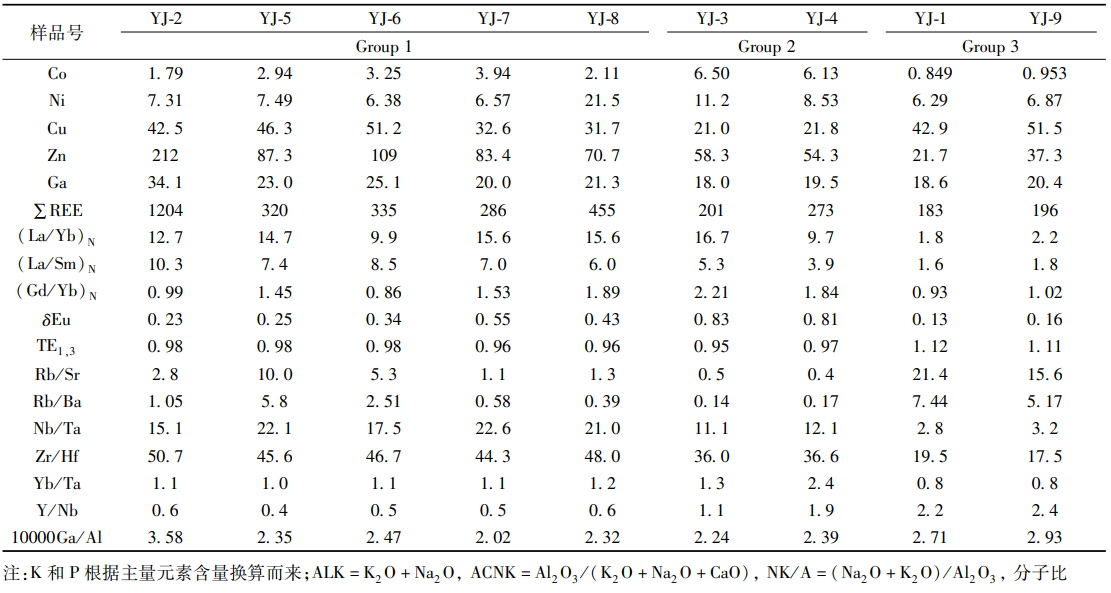 样品号 YJ-2 YJ-5 YJ-6 YJ-7 YJ-8 YJ-3 YJ-4 YJ-1 YJ-9
Group 1 Group 2 Group 3
Co 1.79 2.94 3.25 3.94 2.11 6.50 6.13 0.849 0.953
Ni 7.31 7.49 6.38 6.57 21.5 11.2 8.53 6.29 6.87
Cu 42.5 46.3 51.2 32.6 31.7 21.0 21.8 42.9 51.5
Zn 212 87.3 109 83.4 70.7 58.3 54.3 21.7 37.3
Ga 34.1 23.0 25.1 20.0 21.3 18.0 19.5 18.6 20.4
∑REE 1204 320 335 286 455 201 273 183 196
(La/Yb)N 12.7 14.7 9.9 15.6 15.6 16.7 9.7 1.8 2.2
(La/Sm)N 10.3 7.4 8.5 7.0 6.0 5.3 3.9 1.6 1.8
(Gd/Yb)N 0.99 1.45 0.86 1.53 1.89 2.21 1.84 0.93 1.02
δEu 0.23 0.25 0.34 0.55 0.43 0.83 0.81 0.13 0.16
TE1,3 0.98 0.98 0.98 0.96 0.96 0.95 0.97 1.12 1.11
Rb/Sr 2.8 10.0 5.3 1.1 1.3 0.5 0.4 21.4 15.6
Rb/Ba 1.05 5.8 2.51 0.58 0.39 0.14 0.17 7.44 5.17
Nb/Ta 15.1 22.1 17.5 22.6 21.0 11.1 12.1 2.8 3.2
Zr/Hf 50.7 45.6 46.7 44.3 48.0 36.0 36.6 19.5 17.5
Yb/Ta 1.1 1.0 1.1 1.1 1.2 1.3 2.4 0.8 0.8
Y/Nb 0.6 0.4 0.5 0.5 0.6 1.1 1.9 2.2 2.4
10000Ga/Al 3.58 2.35 2.47 2.02 2.32 2.24 2.39 2.71 2.93
注:K 和 P 根据主量元素含量换算而来;ALK=K₂O+Na₂O, ACNK=Al₂O₃/(K₂O+Na₂O+CaO), NK/A=(Na₂O+K₂O)/Al₂O₃, 分子比